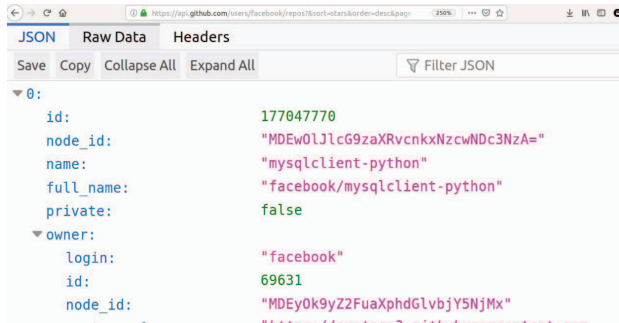 https://api.github.com/users/facebook/repos?&sort=stars&order=desc&page 250%
JSON Raw Data Headers
Save Copy Collapse All Expand All Filter JSON
0:
id: 177047770
node_id: "MDEwOlJlcG9zaXRvcnkxNzcwNDc3NzA="
name: "mysqlclient-python"
full_name: "facebook/mysqlclient-python"
private: false
owner:
login: "facebook"
id: 69631
node_id: "MDEyOk9yZ2FuaXphdGlvbjY5NjMx"